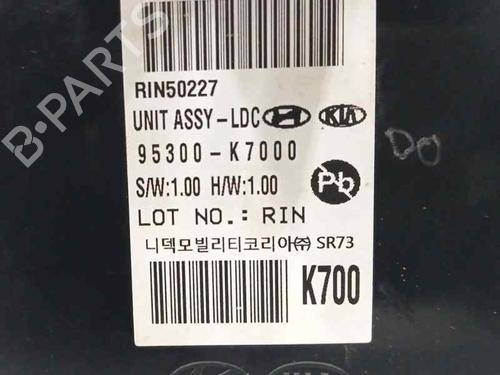 RIN50227
UNIT ASSY-LDC KIA
95300-K7000
S/W:1.00 H/W:1.00 Pb
LOT NO.: RIN
니덱모빌리티코리아㈜ SR73
K700
DO
B-PARTS